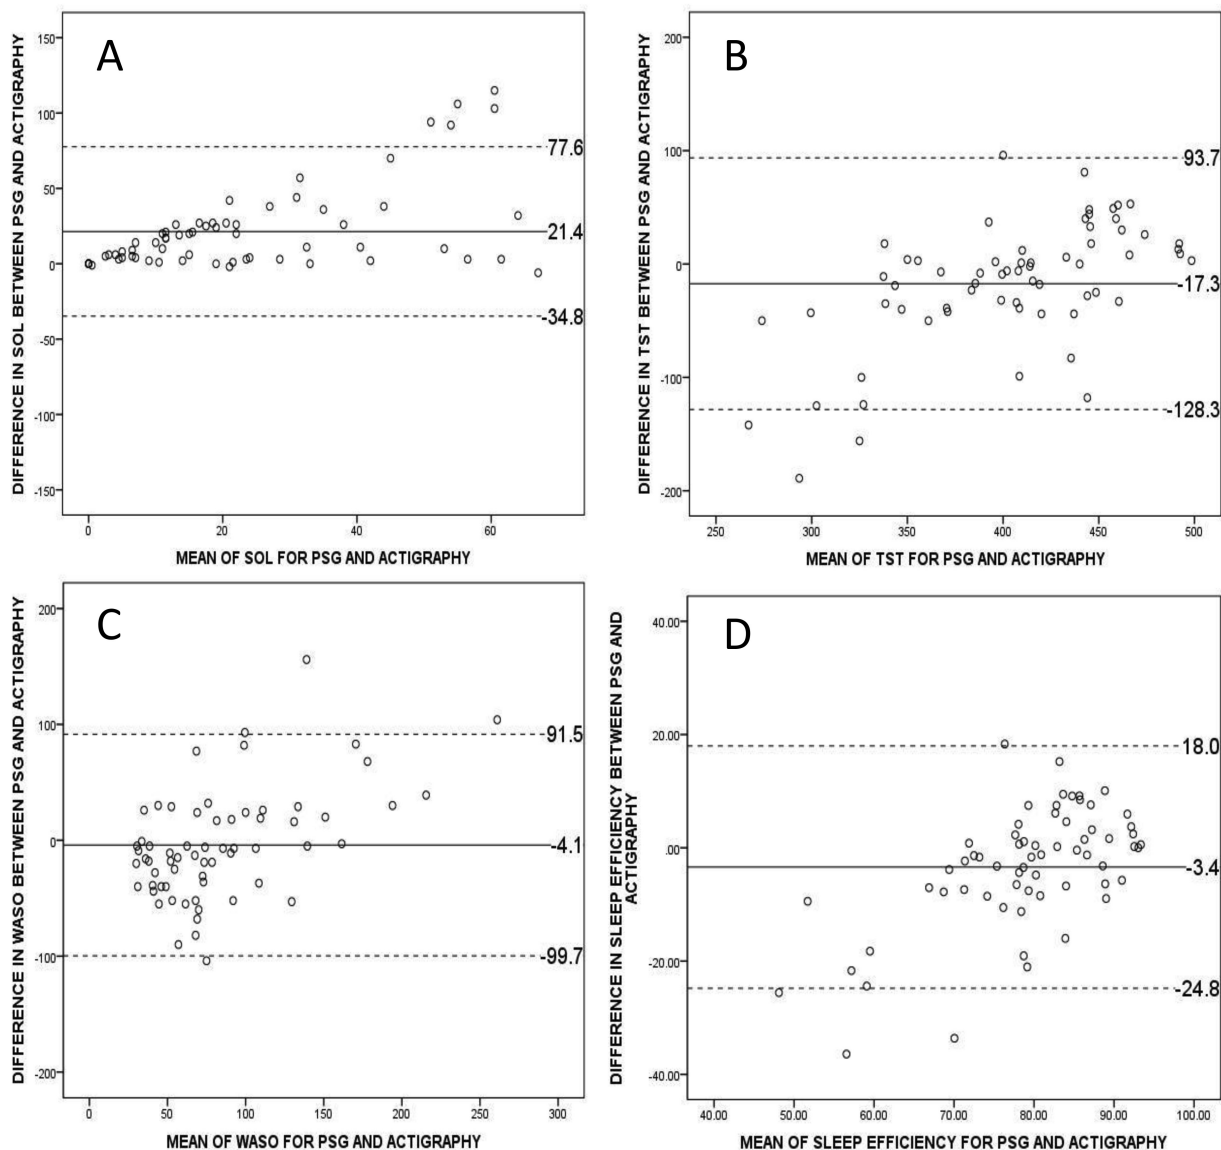 A
DIFFERENCE IN SOL BETWEEN PSG AND ACTIGRAPHY
150
100
50
0
-50
-100
-150
77.6
21.4
-34.8
0 20 40 60
MEAN OF SOL FOR PSG AND ACTIGRAPHY
B
DIFFERENCE IN TST BETWEEN PSG AND ACTIGRAPHY
200
100
0
-100
-200
93.7
-17.3
-128.3
250 300 350 400 450 500
MEAN OF TST FOR PSG AND ACTIGRAPHY
C
DIFFERENCE IN WASO BETWEEN PSG AND ACTIGRAPHY
200
100
0
-100
-200
91.5
-4.1
-99.7
0 50 100 150 200 250 300
MEAN OF WASO FOR PSG AND ACTIGRAPHY
D
DIFFERENCE IN SLEEP EFFICIENCY BETWEEN PSG AND
ACTIGRAPHY
40.00
20.00
.00
-20.00
-40.00
18.0
-3.4
-24.8
40.00 50.00 60.00 70.00 80.00 90.00 100.00
MEAN OF SLEEP EFFICIENCY FOR PSG AND ACTIGRAPHY